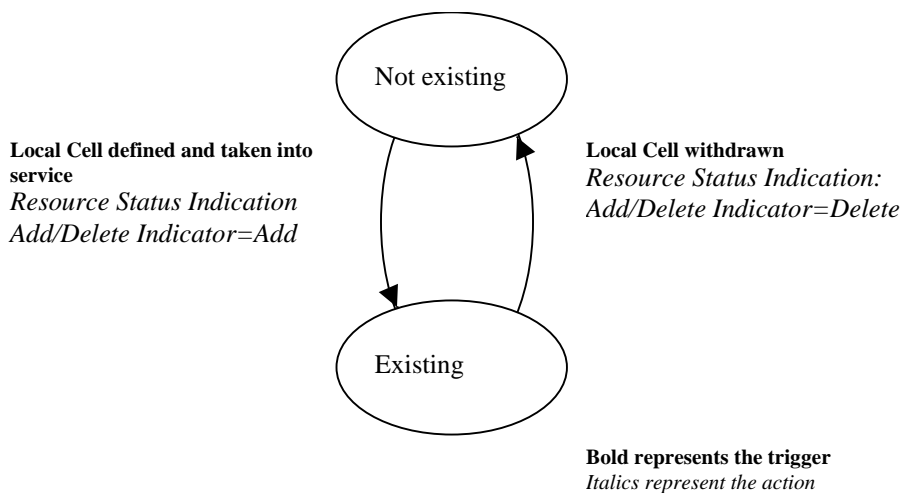 Not existing
Local Cell defined and taken into
service
Resource Status Indication
Add/Delete Indicator=Add
Local Cell withdrawn
Resource Status Indication:
Add/Delete Indicator=Delete
Existing
Bold represents the trigger
Italics represent the action